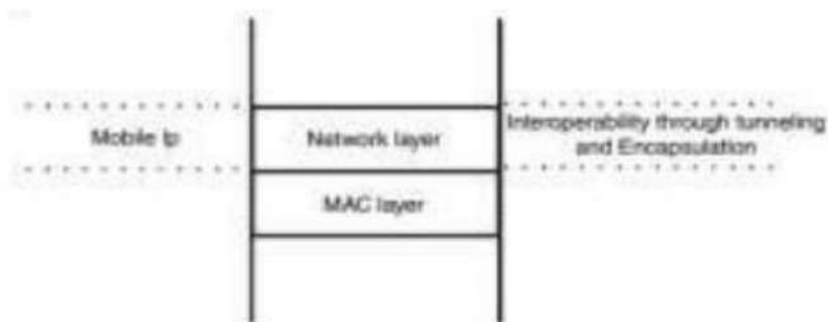 Mobile Ip
Network layer
Interoperability through tunneling
and Encapsulation
MAC layer